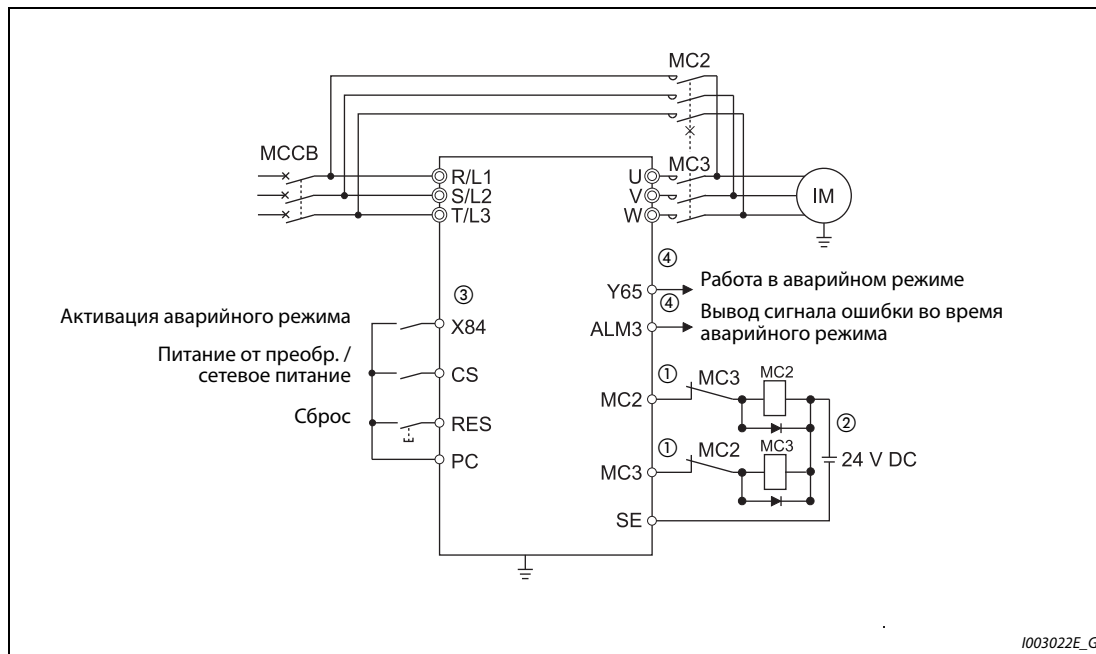 MC2
MCCB
MC3
R/L1
S/L2
T/L3
U
V
W
IM
④
Y65
Работа в аварийном режиме
④
ALM3
Вывод сигнала ошибки во время
аварийного режима
③
Активация аварийного режима
X84
Питание от преобр. /
сетевое питание
CS
Сброс
RES
PC
①
MC2
MC3
MC2
②
24 V DC
①
MC3
MC2
MC3
SE
I003022E_G